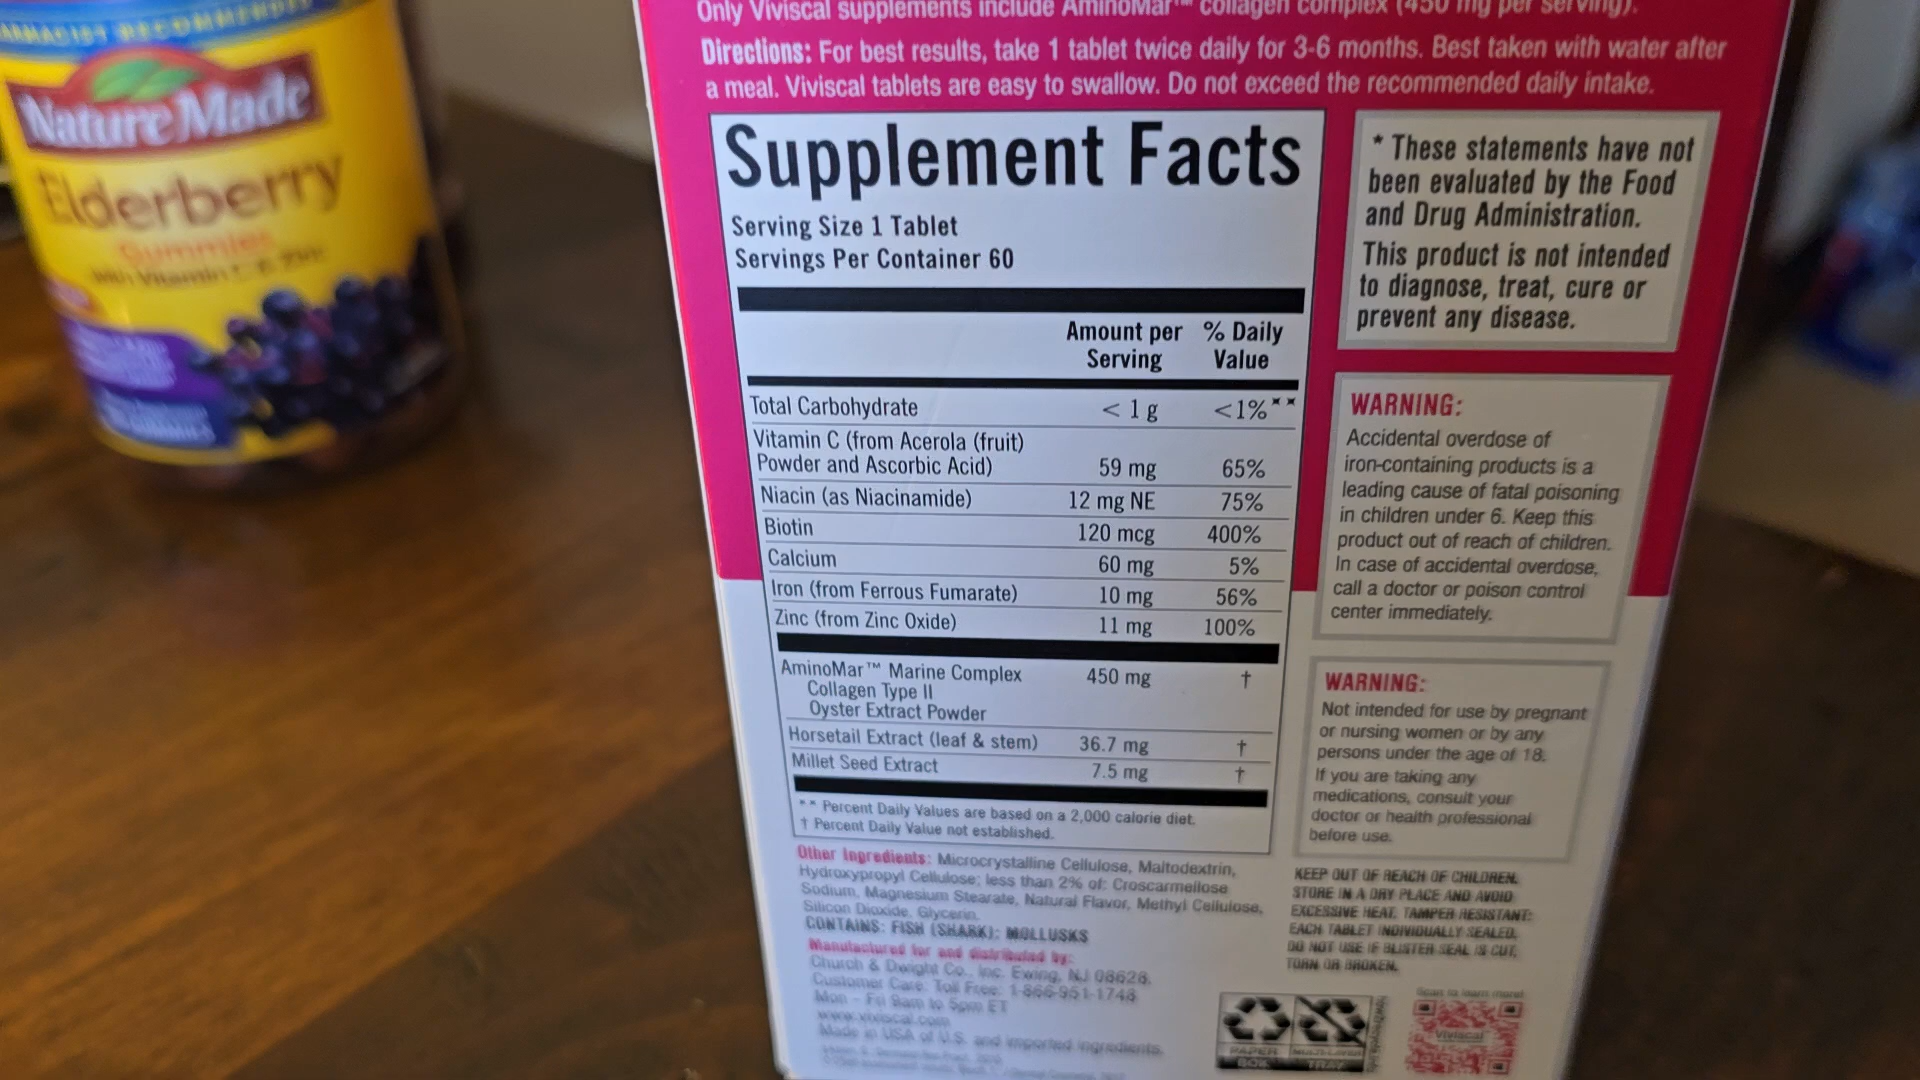 PHARMACIST RECOMMENDED
Nature Made
Elderberry
Gummies
with Vitamin C & Zinc
Only Viviscal supplements include AminoMar™ collagen complex (450 mg per serving).
Directions: For best results, take 1 tablet twice daily for 3-6 months. Best taken with water after
a meal. Viviscal tablets are easy to swallow. Do not exceed the recommended daily intake.
Supplement Facts
Serving Size 1 Tablet
Servings Per Container 60
Amount per % Daily
Serving Value
Total Carbohydrate < 1 g <1%**
Vitamin C (from Acerola (fruit)
Powder and Ascorbic Acid) 59 mg 65%
Niacin (as Niacinamide) 12 mg NE 75%
Biotin 120 mcg 400%
Calcium 60 mg 5%
Iron (from Ferrous Fumarate) 10 mg 56%
Zinc (from Zinc Oxide) 11 mg 100%
AminoMar™ Marine Complex 450 mg †
Collagen Type II
Oyster Extract Powder
Horsetail Extract (leaf & stem) 36.7 mg †
Millet Seed Extract 7.5 mg †
** Percent Daily Values are based on a 2,000 calorie diet.
† Percent Daily Value not established.
Other Ingredients: Microcrystalline Cellulose, Maltodextrin,
Hydroxypropyl Cellulose; less than 2% of: Croscarmellose
Sodium, Magnesium Stearate, Natural Flavor, Methyl Cellulose,
Silicon Dioxide, Glycerin.
CONTAINS: FISH (SHARK); MOLLUSKS
Manufactured for and distributed by:
Church & Dwight Co., Inc. Ewing, NJ 08628.
Customer Care: Toll Free: 1-866-951-1748
Mon - Fri 9am to 5pm ET
www.viviscal.com
Made in USA of U.S. and imported ingredients.
* These statements have not
been evaluated by the Food
and Drug Administration.
This product is not intended
to diagnose, treat, cure or
prevent any disease.
WARNING:
Accidental overdose of
iron-containing products is a
leading cause of fatal poisoning
in children under 6. Keep this
product out of reach of children.
In case of accidental overdose,
call a doctor or poison control
center immediately.
WARNING:
Not intended for use by pregnant
or nursing women or by any
persons under the age of 18.
If you are taking any
medications, consult your
doctor or health professional
before use.
KEEP OUT OF REACH OF CHILDREN.
STORE IN A DRY PLACE AND AVOID
EXCESSIVE HEAT. TAMPER RESISTANT:
EACH TABLET INDIVIDUALLY SEALED.
DO NOT USE IF BLISTER SEAL IS CUT,
TORN OR BROKEN.
PAPER MULTI-LAYER
BOX TRAY
Scan to learn more!
Viviscal